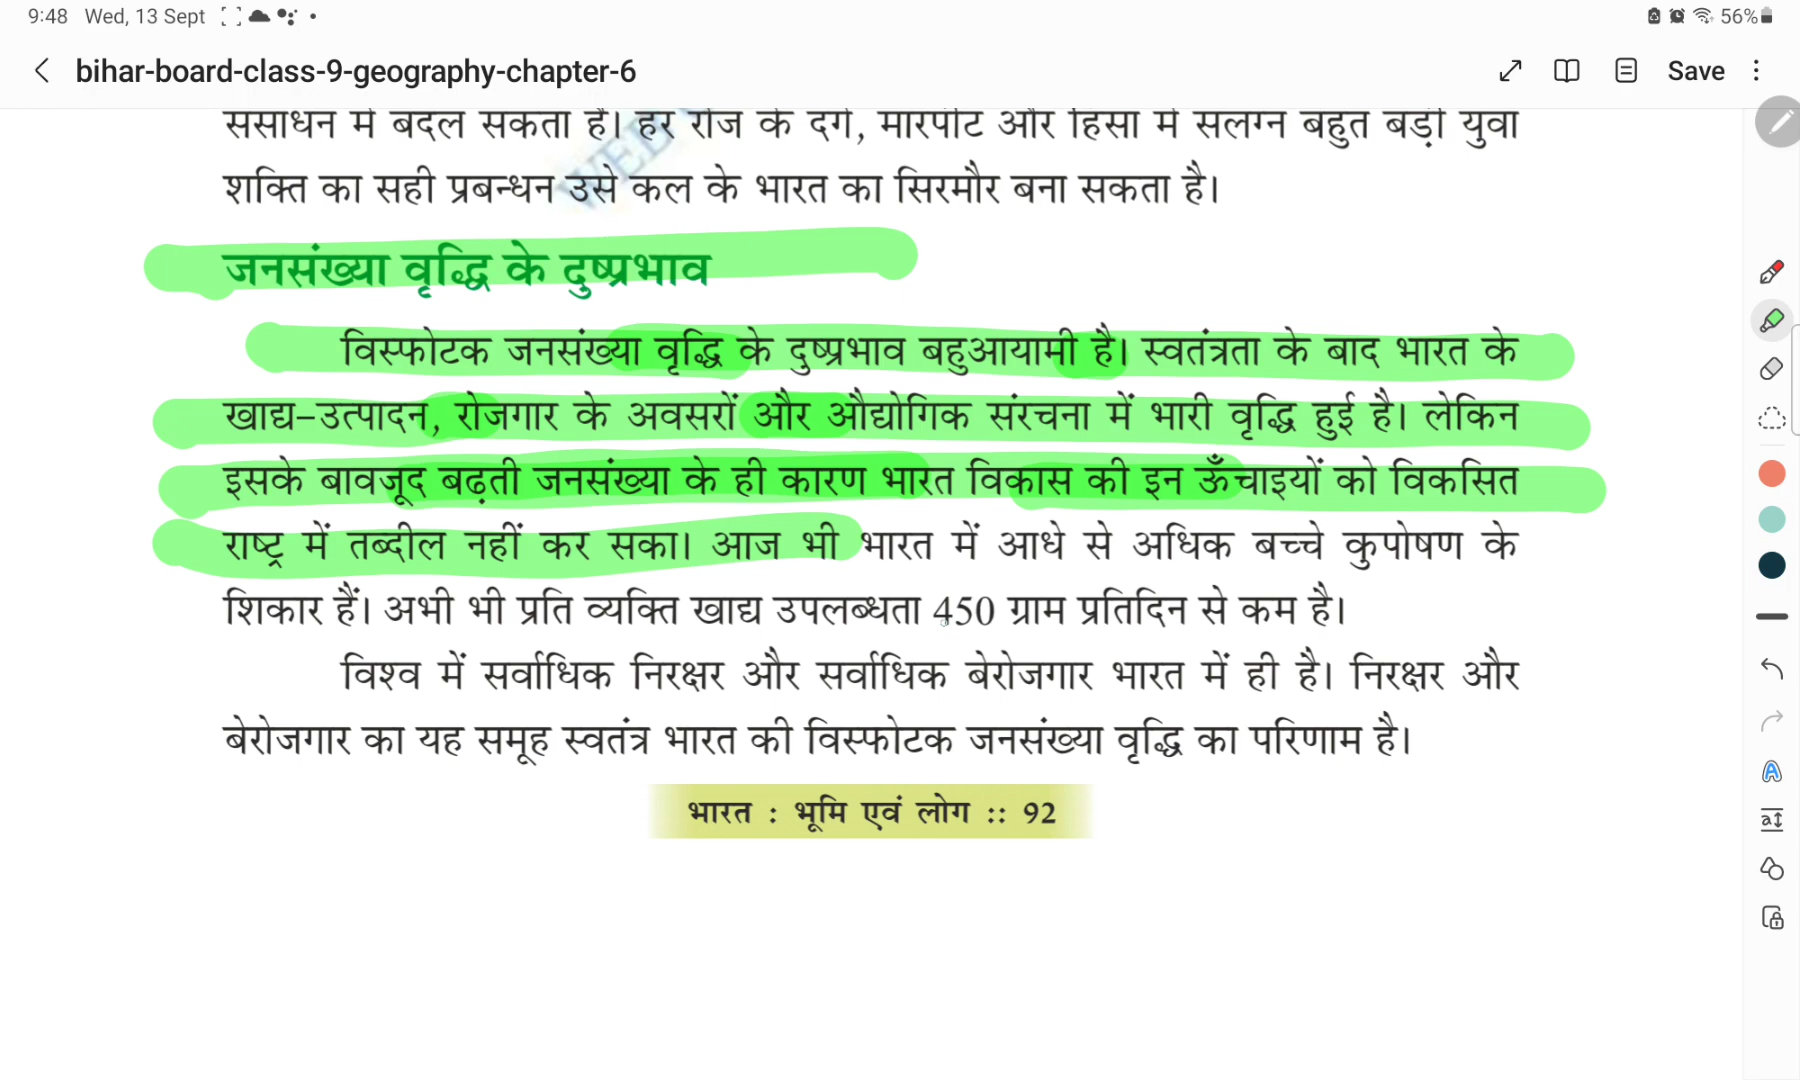 9:48 Wed, 13 Sept 56%
bihar-board-class-9-geography-chapter-6 Save
संसाधन में बदल सकता है। हर रोज के दंगे, मारपीट और हिंसा में संलग्न बहुत बड़ी युवा
शक्ति का सही प्रबन्धन उसे कल के भारत का सिरमौर बना सकता है।
जनसंख्या वृद्धि के दुष्प्रभाव
विस्फोटक जनसंख्या वृद्धि के दुष्प्रभाव बहुआयामी है। स्वतंत्रता के बाद भारत के
खाद्य-उत्पादन, रोजगार के अवसरों और औद्योगिक संरचना में भारी वृद्धि हुई है। लेकिन
इसके बावजूद बढ़ती जनसंख्या के ही कारण भारत विकास की इन ऊँचाइयों को विकसित
राष्ट्र में तब्दील नहीं कर सका। आज भी भारत में आधे से अधिक बच्चे कुपोषण के
शिकार हैं। अभी भी प्रति व्यक्ति खाद्य उपलब्धता 450 ग्राम प्रतिदिन से कम है।
विश्व में सर्वाधिक निरक्षर और सर्वाधिक बेरोजगार भारत में ही है। निरक्षर और
बेरोजगार का यह समूह स्वतंत्र भारत की विस्फोटक जनसंख्या वृद्धि का परिणाम है।
भारत : भूमि एवं लोग :: 92